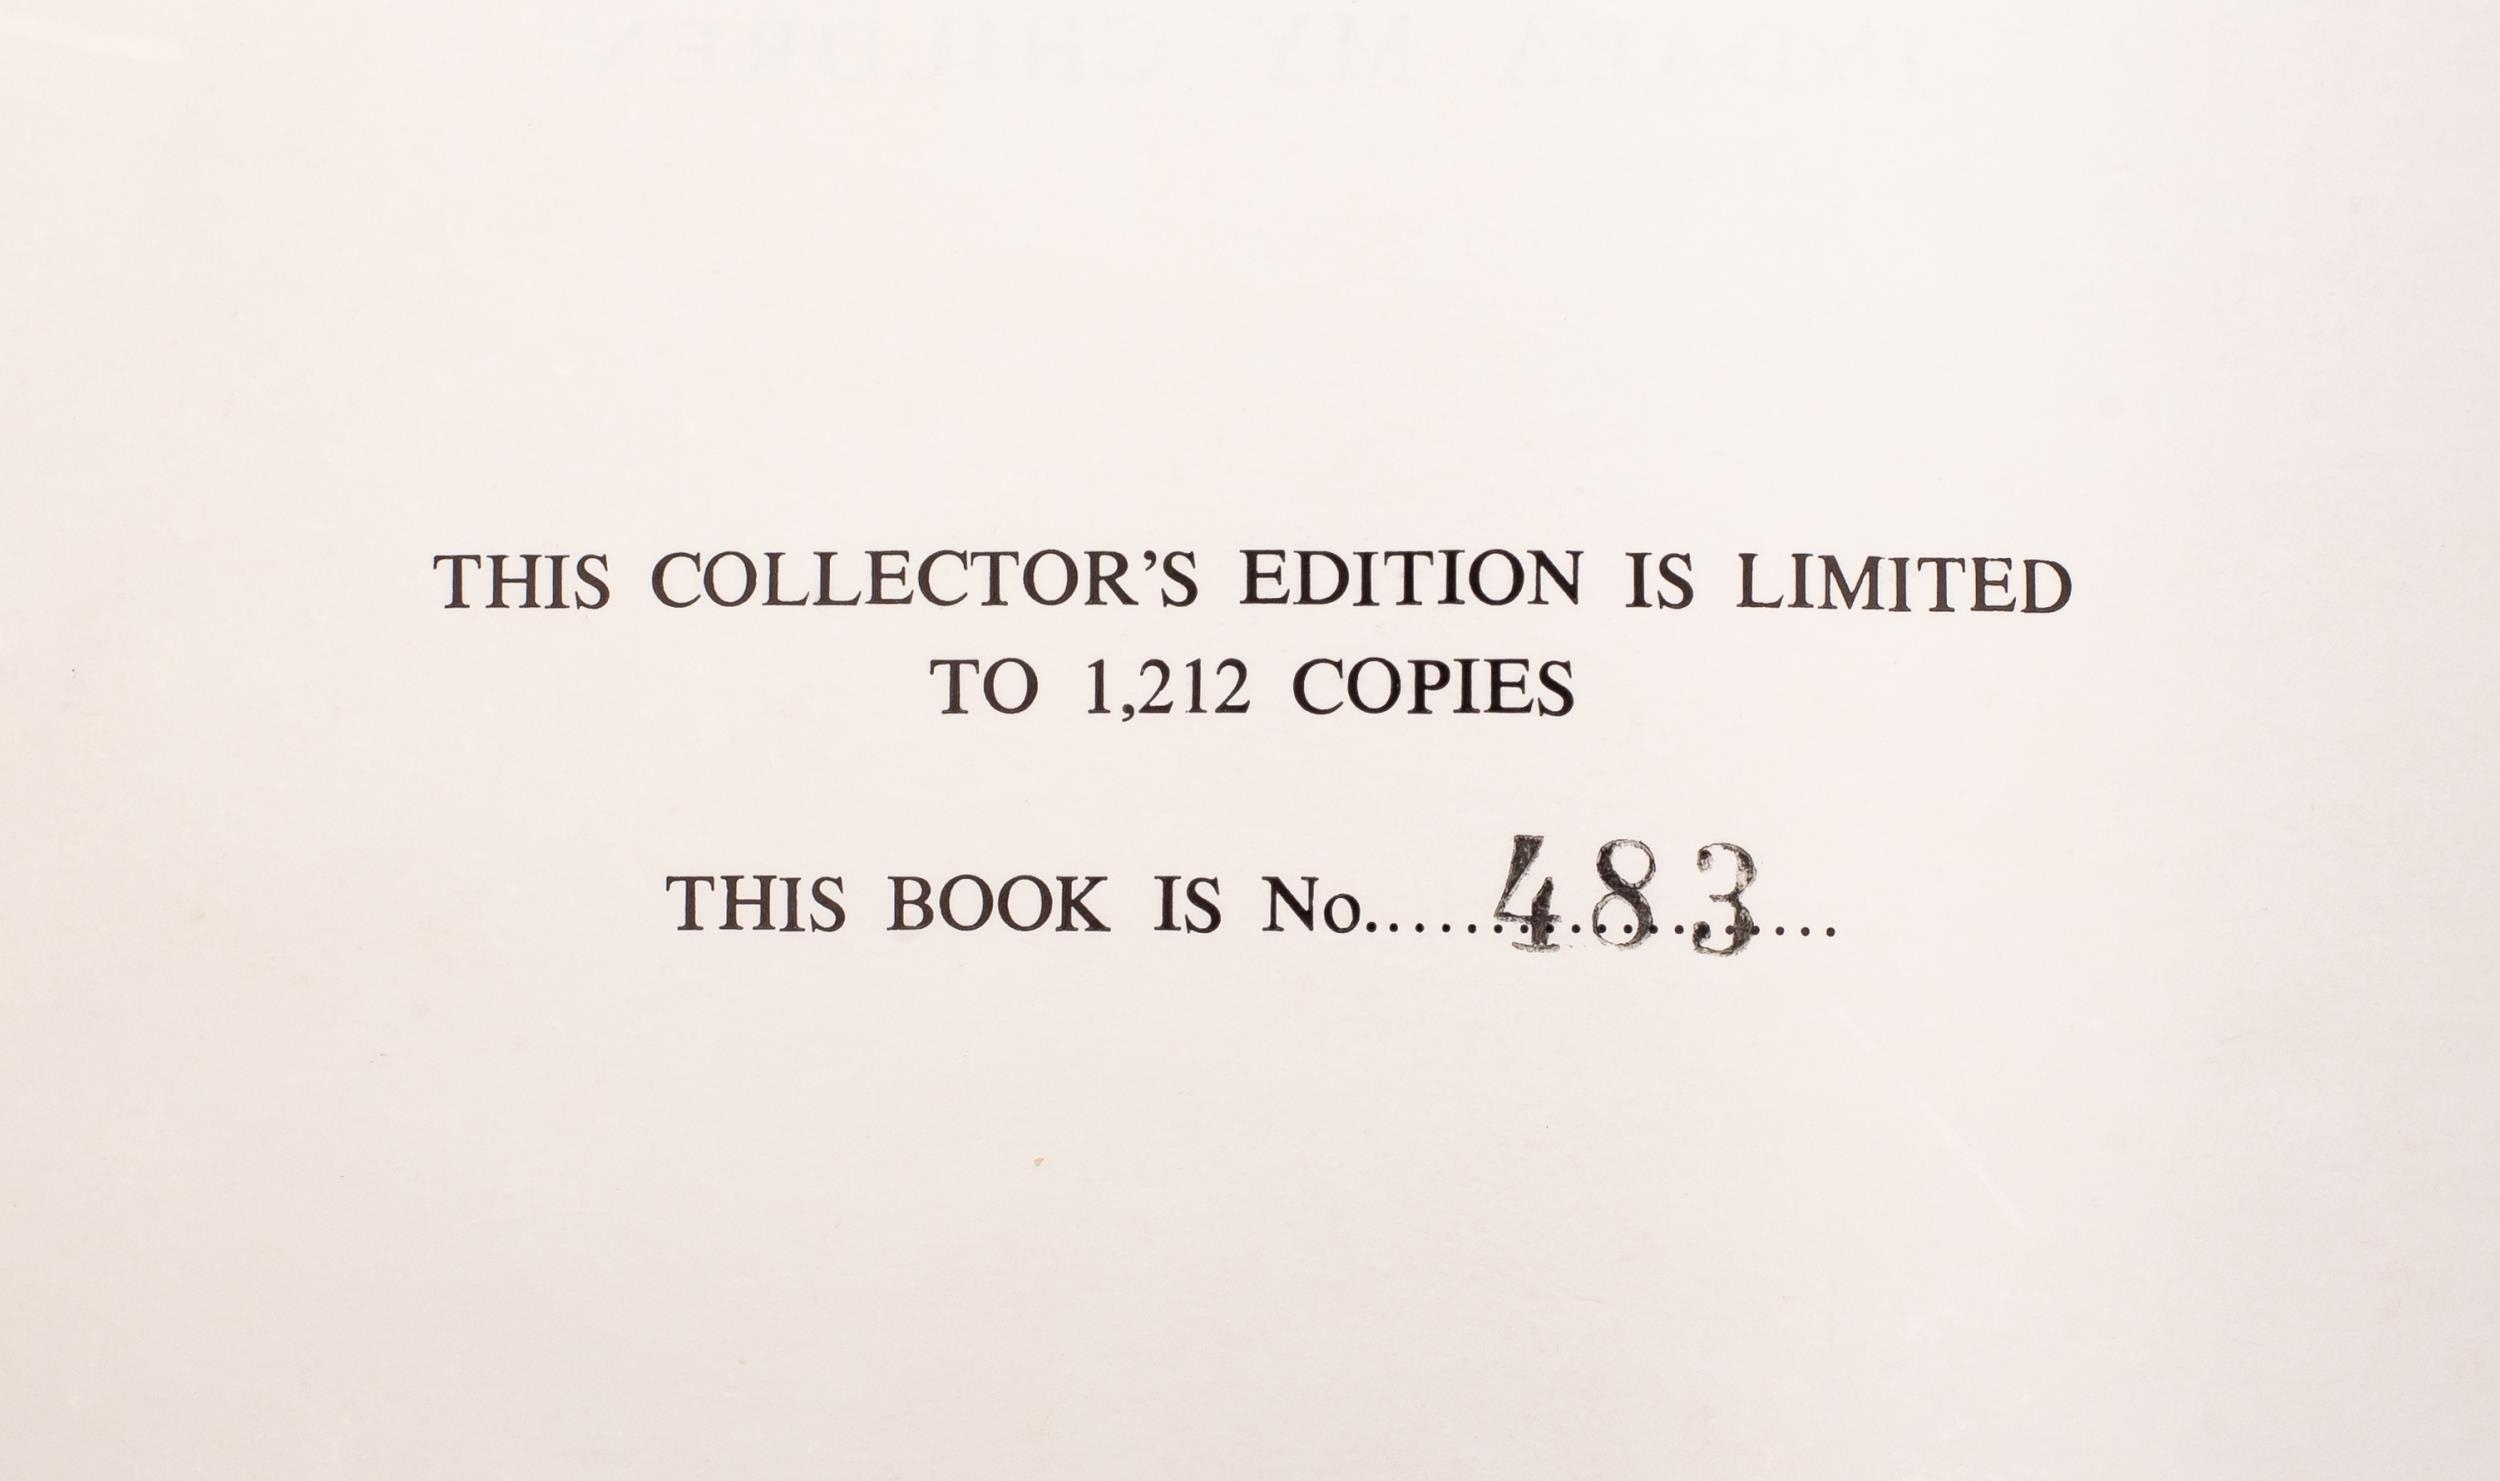 THIS COLLECTOR’S EDITION IS LIMITED
TO 1,212 COPIES
THIS BOOK IS No..................483...